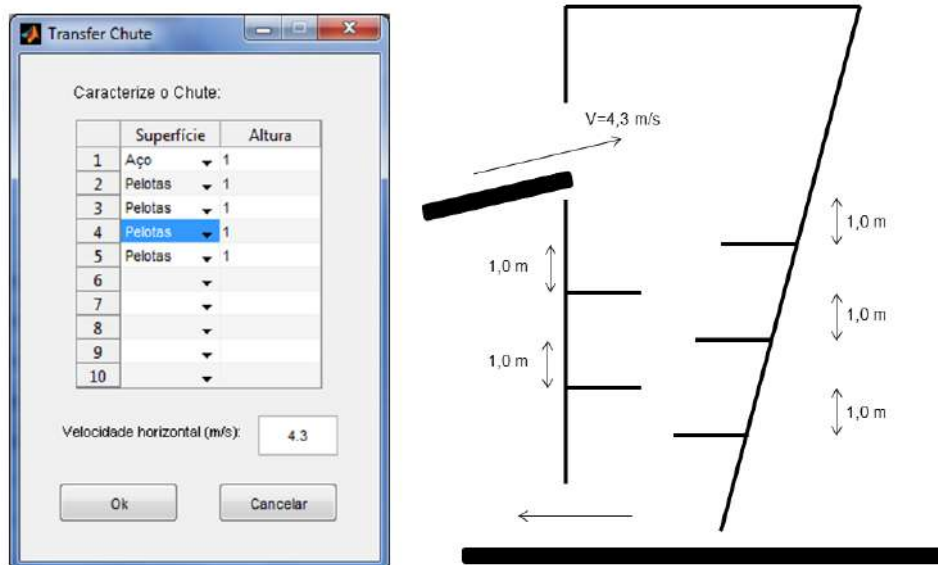 Transfer Chute
Caracterize o Chute:
Superfície Altura
1 Aço 1
2 Pelotas 1
3 Pelotas 1
4 Pelotas 1
5 Pelotas 1
6
7
8
9
10
Velocidade horizontal (m/s): 4.3
Ok Cancelar
V=4,3 m/s
1,0 m
1,0 m
1,0 m
1,0 m
1,0 m